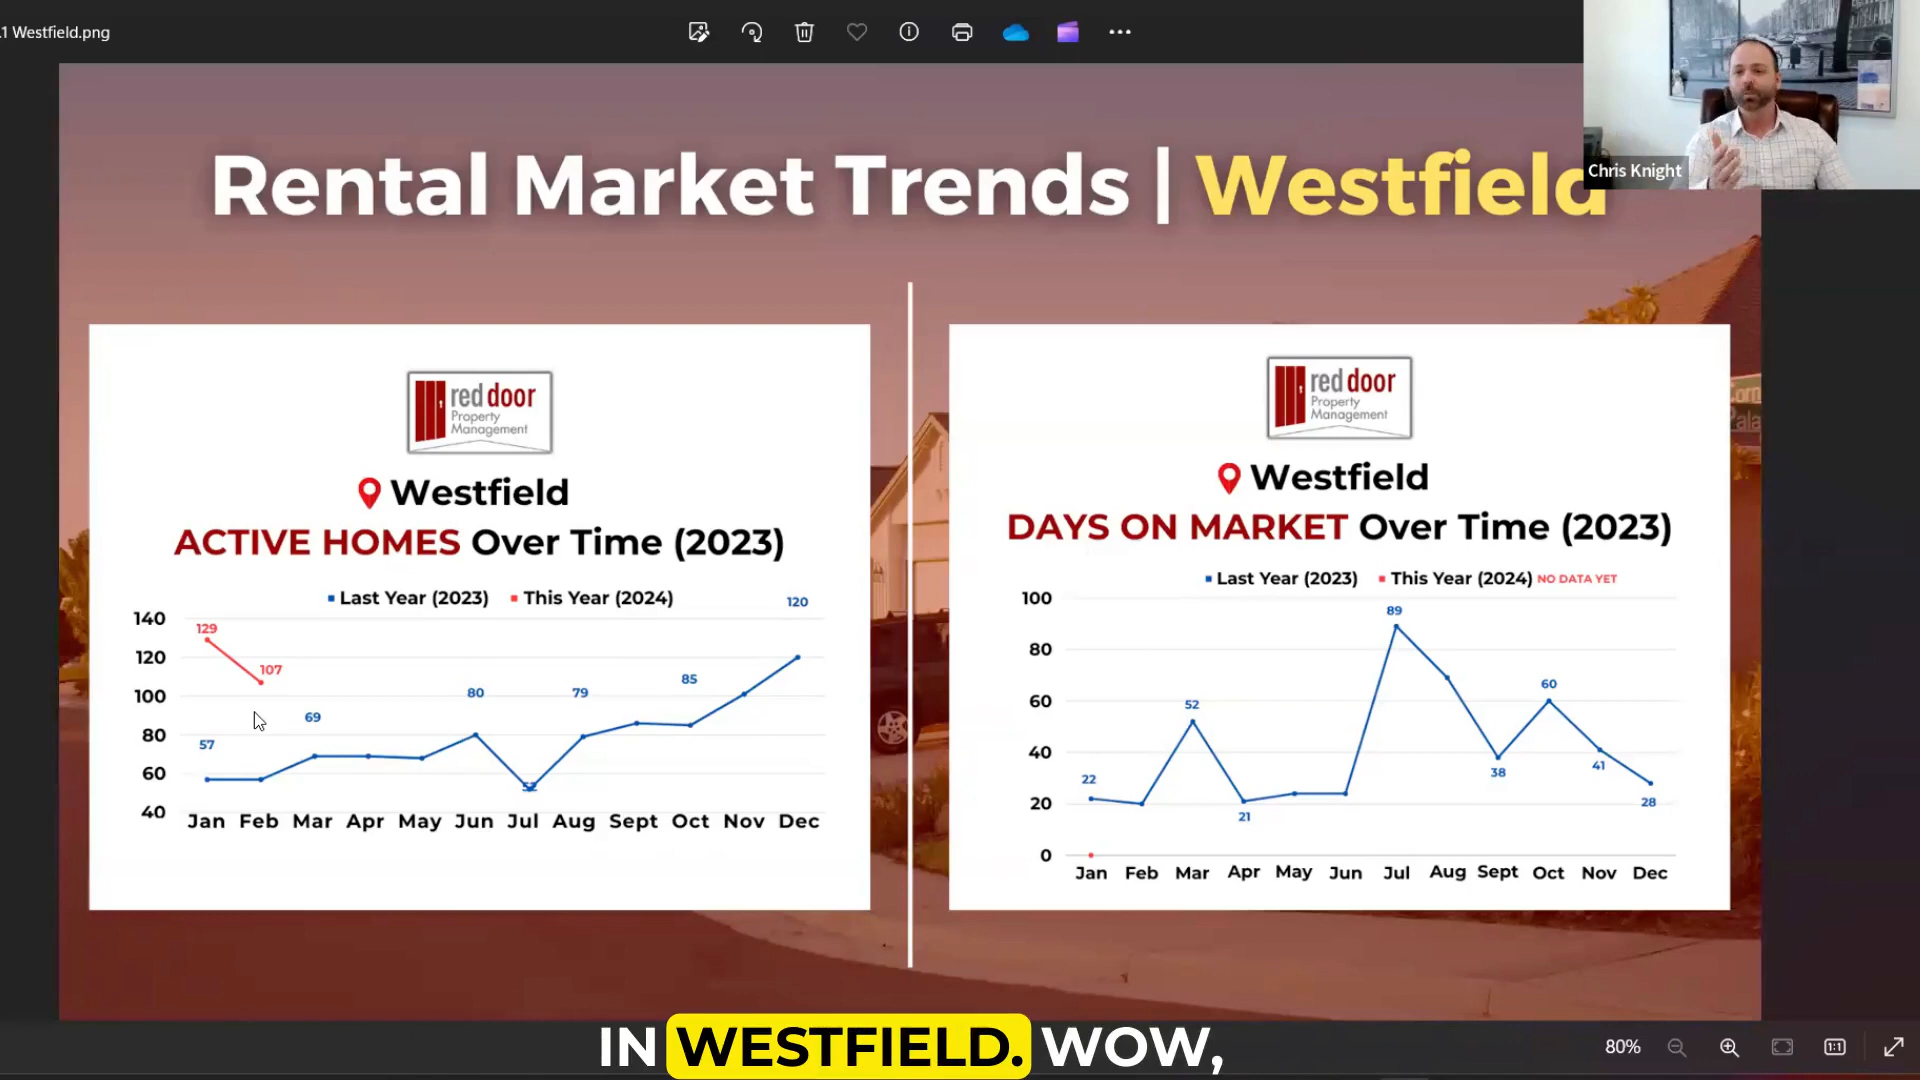 .1 Westfield.png
Chris Knight
Rental Market Trends | Westfield
red door
Property
Management
Westfield
ACTIVE HOMES Over Time (2023)
Last Year (2023) This Year (2024)
140
120
100
80
60
40
129
107
57
69
80
79
85
120
Jan Feb Mar Apr May Jun Jul Aug Sept Oct Nov Dec
red door
Property
Management
Westfield
DAYS ON MARKET Over Time (2023)
Last Year (2023) This Year (2024) NO DATA YET
100
80
60
40
20
0
22
52
21
89
38
60
41
28
Jan Feb Mar Apr May Jun Jul Aug Sept Oct Nov Dec
IN WESTFIELD. WOW,
80%
1:1